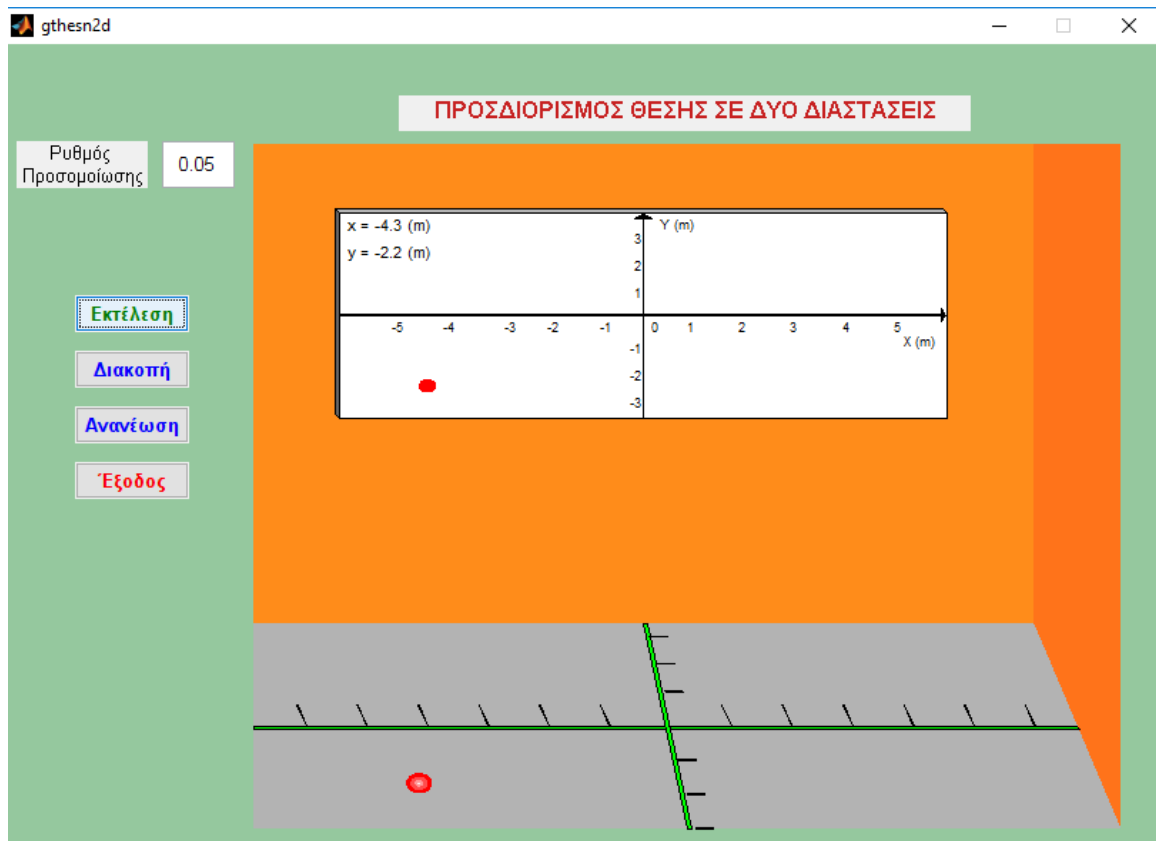 gthesn2d
ΠΡΟΣΔΙΟΡΙΣΜΟΣ ΘΕΣΗΣ ΣΕ ΔΥΟ ΔΙΑΣΤΑΣΕΙΣ
Ρυθμός
Προσομοίωσης
0.05
x = -4.3 (m)
y = -2.2 (m)
Y (m)
3
2
1
-5 -4 -3 -2 -1 0 1 2 3 4 5
X (m)
-1
-2
-3
Εκτέλεση
Διακοπή
Ανανέωση
Έξοδος